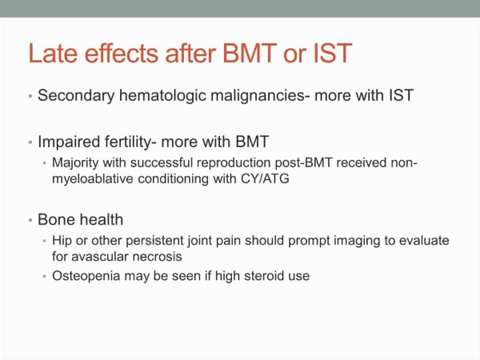 Late effects after BMT or IST
• Secondary hematologic malignancies- more with IST
• Impaired fertility- more with BMT
• Majority with successful reproduction post-BMT received non-
myeloablative conditioning with CY/ATG
• Bone health
• Hip or other persistent joint pain should prompt imaging to evaluate
for avascular necrosis
• Osteopenia may be seen if high steroid use